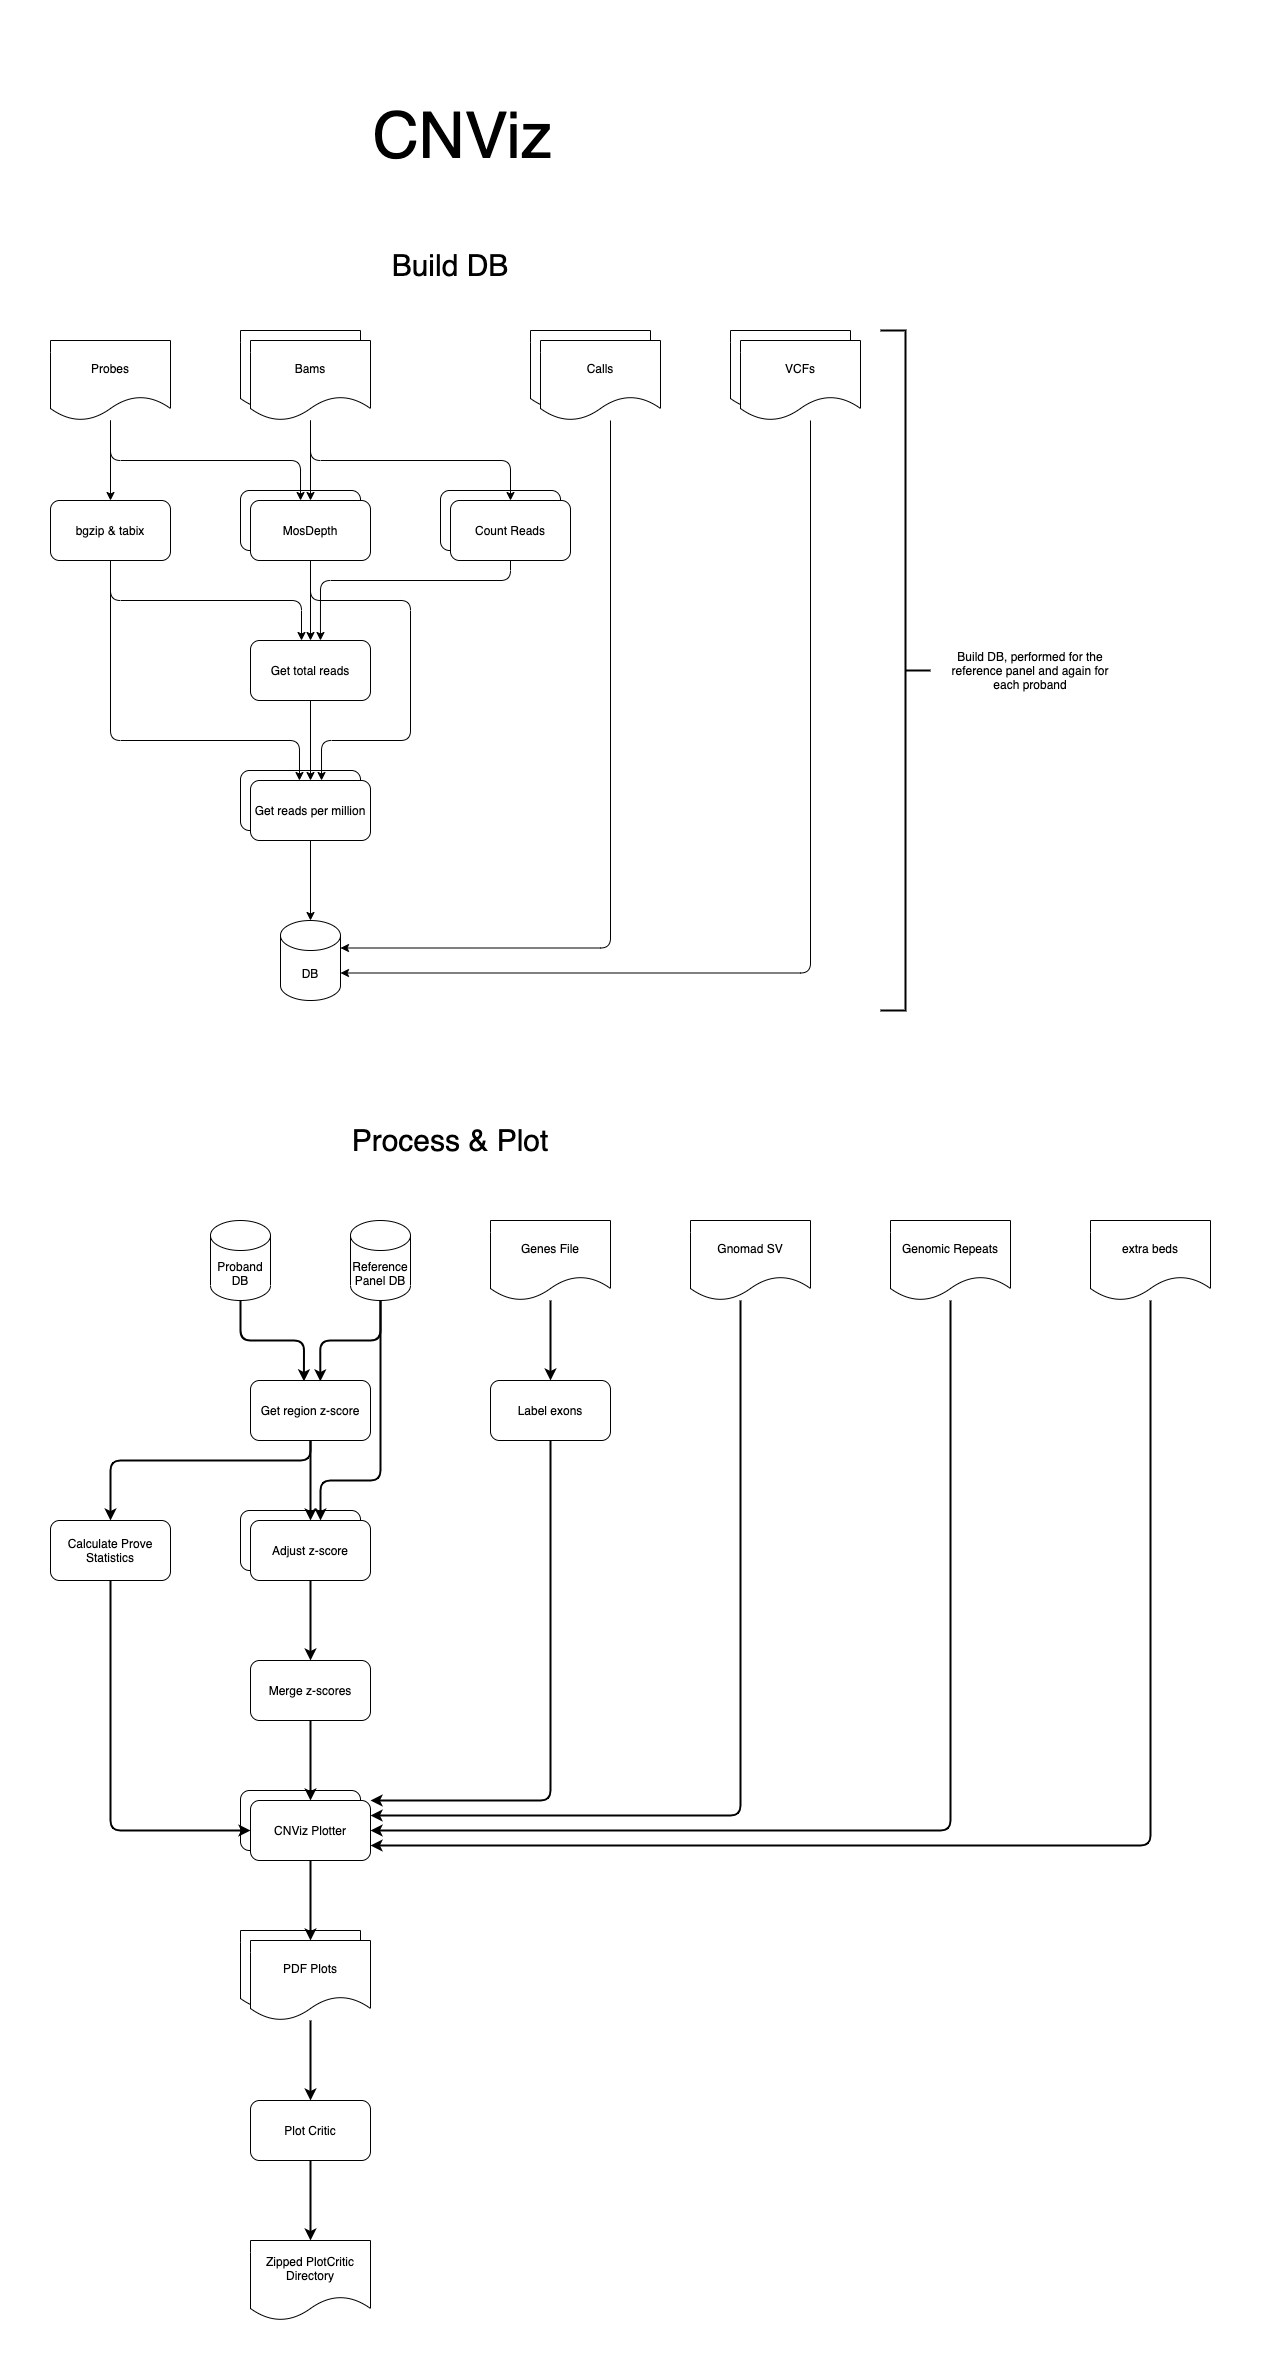 CNViz
Build DB
Probes
Bams
Calls
VCFs
bgzip & tabix
MosDepth
Count Reads
Get total reads
Build DB, performed for the
reference panel and again for
each proband
Get reads per million
DB
Process & Plot
Proband
DB
Reference
Panel DB
Genes File
Gnomad SV
Genomic Repeats
extra beds
Get region z-score
Label exons
Calculate Prove
Statistics
Adjust z-score
Merge z-scores
CNViz Plotter
PDF Plots
Plot Critic
Zipped PlotCritic
Directory